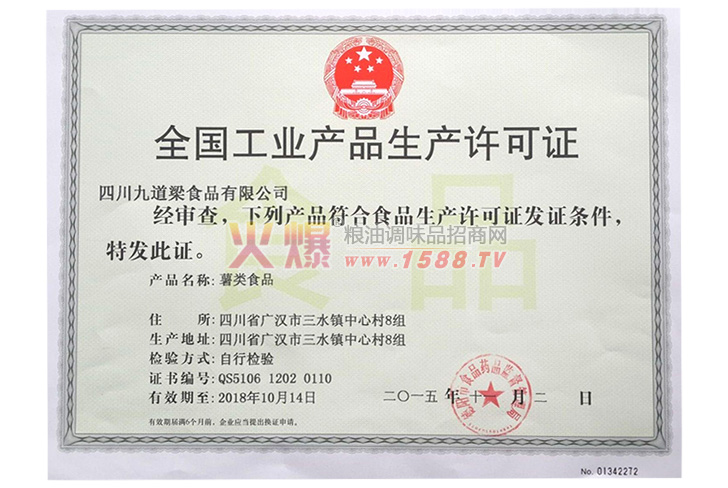 全国工业产品生产许可证
四川九道梁食品有限公司
经审查，下列产品符合食品生产许可证发证条件，
特发此证。
火爆 粮油调味品招商网
www.1588.TV
食品
产品名称：薯类食品
住 所：四川省广汉市三水镇中心村8组
生产地址：四川省广汉市三水镇中心村8组
检验方式：自行检验
证书编号：QS5106 1202 0110
有效期至：2018年10月14日
二〇一五 年 十一 月 二 日
有效期届满6个月前，企业应当提出换证申请。
No. 01342272